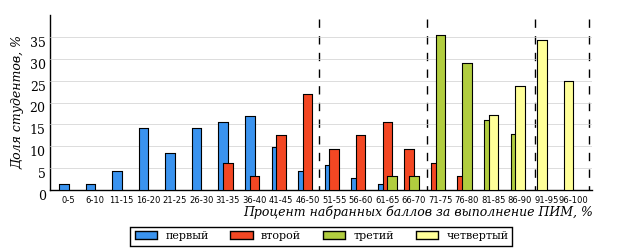 Доля студентов, %
35
30
25
20
15
10
5
0
0-5 6-10 11-15 16-20 21-25 26-30 31-35 36-40 41-45 46-50 51-55 56-60 61-65 66-70 71-75 76-80 81-85 86-90 91-95 96-100
Процент набранных баллов за выполнение ПИМ, %
первый второй третий четвертый